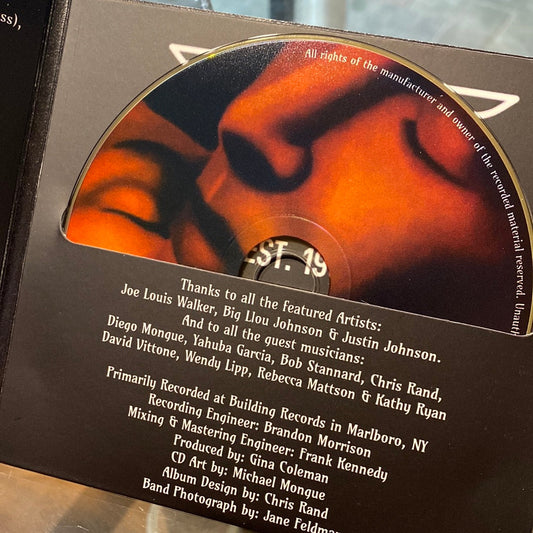 ss),
All rights of the manufacturer and owner of the recorded material reserved. Unauth
EST. 19
Thanks to all the featured Artists:
Joe Louis Walker, Big Llou Johnson & Justin Johnson.
And to all the guest musicians:
Diego Mongue, Yahuba Garcia, Bob Stannard, Chris Rand,
David Vittone, Wendy Lipp, Rebecca Mattson & Kathy Ryan
Primarily Recorded at Building Records in Marlboro, NY
Recording Engineer: Brandon Morrison
Mixing & Mastering Engineer: Frank Kennedy
Produced by: Gina Coleman
CD Art by: Michael Mongue
Album Design by: Chris Rand
Band Photograph by: Jane Feldman